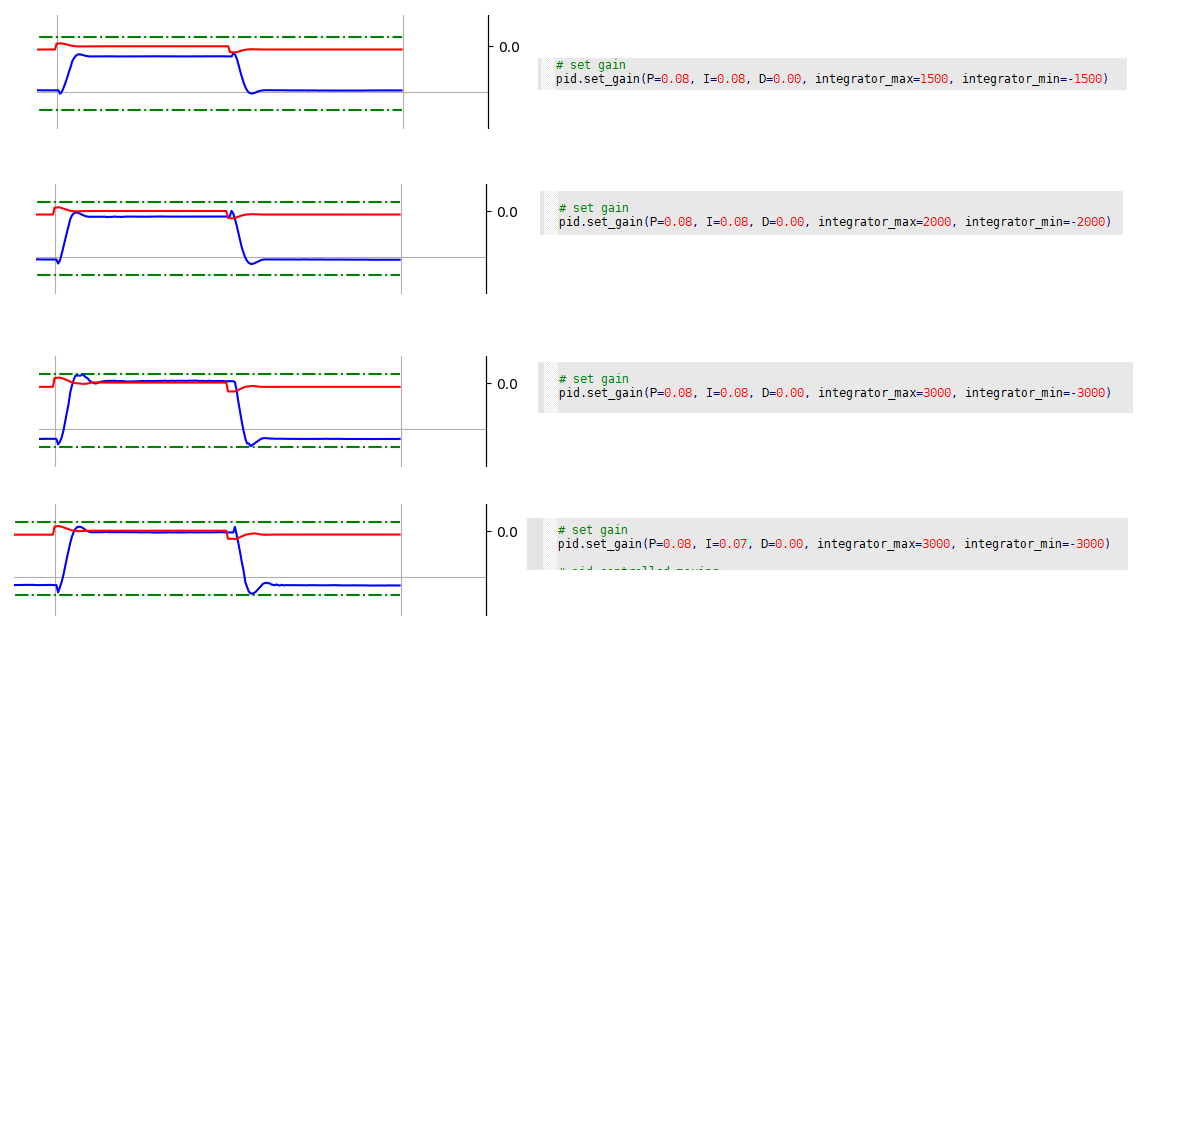 0.0
# set gain
pid.set_gain(P=0.08, I=0.08, D=0.00, integrator_max=1500, integrator_min=-1500)
0.0
# set gain
pid.set_gain(P=0.08, I=0.08, D=0.00, integrator_max=2000, integrator_min=-2000)
0.0
# set gain
pid.set_gain(P=0.08, I=0.08, D=0.00, integrator_max=3000, integrator_min=-3000)
0.0
# set gain
pid.set_gain(P=0.08, I=0.07, D=0.00, integrator_max=3000, integrator_min=-3000)
# pid controlled moving